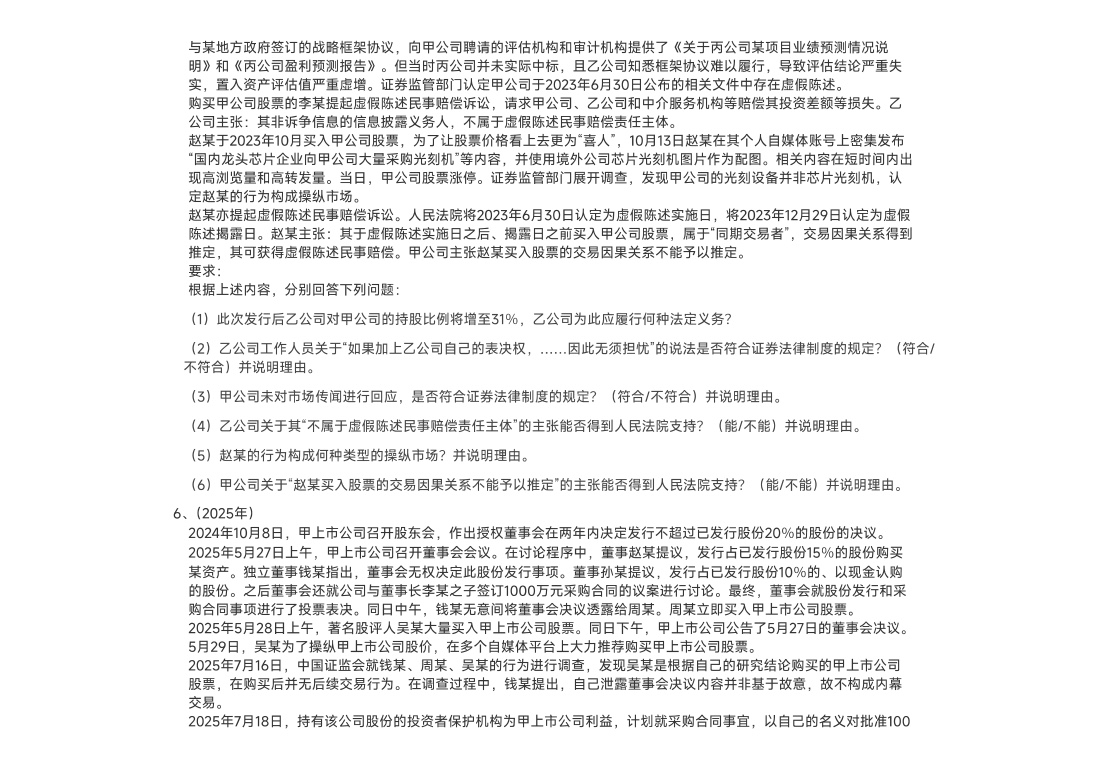 与某地方政府签订的战略框架协议，向甲公司聘请的评估机构和审计机构提供了《关于丙公司某项目业绩预测情况说
明》和《丙公司盈利预测报告》。但当时丙公司并未实际中标，且乙公司知悉框架协议难以履行，导致评估结论严重失
实，置入资产评估值严重虚增。证券监管部门认定甲公司于2023年6月30日公布的相关文件中存在虚假陈述。
购买甲公司股票的李某提起虚假陈述民事赔偿诉讼，请求甲公司、乙公司和中介服务机构等赔偿其投资差额等损失。乙
公司主张：其非诉争信息的信息披露义务人，不属于虚假陈述民事赔偿责任主体。
赵某于2023年10月买入甲公司股票，为了让股票价格看上去更为“喜人”，10月13日赵某在其个人自媒体账号上密集发布
“国内龙头芯片企业向甲公司大量采购光刻机”等内容，并使用境外公司芯片光刻机图片作为配图。相关内容在短时间内出
现高浏览量和高转发量。当日，甲公司股票涨停。证券监管部门展开调查，发现甲公司的光刻设备并非芯片光刻机，认
定赵某的行为构成操纵市场。
赵某亦提起虚假陈述民事赔偿诉讼。人民法院将2023年6月30日认定为虚假陈述实施日，将2023年12月29日认定为虚假
陈述揭露日。赵某主张：其于虚假陈述实施日之后、揭露日之前买入甲公司股票，属于“同期交易者”，交易因果关系得到
推定，其可获得虚假陈述民事赔偿。甲公司主张赵某买入股票的交易因果关系不能予以推定。
要求：
根据上述内容，分别回答下列问题：
（1）此次发行后乙公司对甲公司的持股比例将增至31%，乙公司为此应履行何种法定义务？
（2）乙公司工作人员关于“如果加上乙公司自己的表决权，……因此无须担忧”的说法是否符合证券法律制度的规定？（符合/
不符合）并说明理由。
（3）甲公司未对市场传闻进行回应，是否符合证券法律制度的规定？（符合/不符合）并说明理由。
（4）乙公司关于其“不属于虚假陈述民事赔偿责任主体”的主张能否得到人民法院支持？（能/不能）并说明理由。
（5）赵某的行为构成何种类型的操纵市场？并说明理由。
（6）甲公司关于“赵某买入股票的交易因果关系不能予以推定”的主张能否得到人民法院支持？（能/不能）并说明理由。
6、（2025年）
2024年10月8日，甲上市公司召开股东会，作出授权董事会在两年内决定发行不超过已发行股份20%的股份的决议。
2025年5月27日上午，甲上市公司召开董事会会议。在讨论程序中，董事赵某提议，发行占已发行股份15%的股份购买
某资产。独立董事钱某指出，董事会无权决定此股份发行事项。董事孙某提议，发行占已发行股份10%的、以现金认购
的股份。之后董事会还就公司与董事长李某之子签订1000万元采购合同的议案进行讨论。最终，董事会就股份发行和采
购合同事项进行了投票表决。同日中午，钱某无意间将董事会决议透露给周某。周某立即买入甲上市公司股票。
2025年5月28日上午，著名股评人吴某大量买入甲上市公司股票。同日下午，甲上市公司公告了5月27日的董事会决议。
5月29日，吴某为了操纵甲上市公司股价，在多个自媒体平台上大力推荐购买甲上市公司股票。
2025年7月16日，中国证监会就钱某、周某、吴某的行为进行调查，发现吴某是根据自己的研究结论购买的甲上市公司
股票，在购买后并无后续交易行为。在调查过程中，钱某提出，自己泄露董事会决议内容并非基于故意，故不构成内幕
交易。
2025年7月18日，持有该公司股份的投资者保护机构为甲上市公司利益，计划就采购合同事宜，以自己的名义对批准100